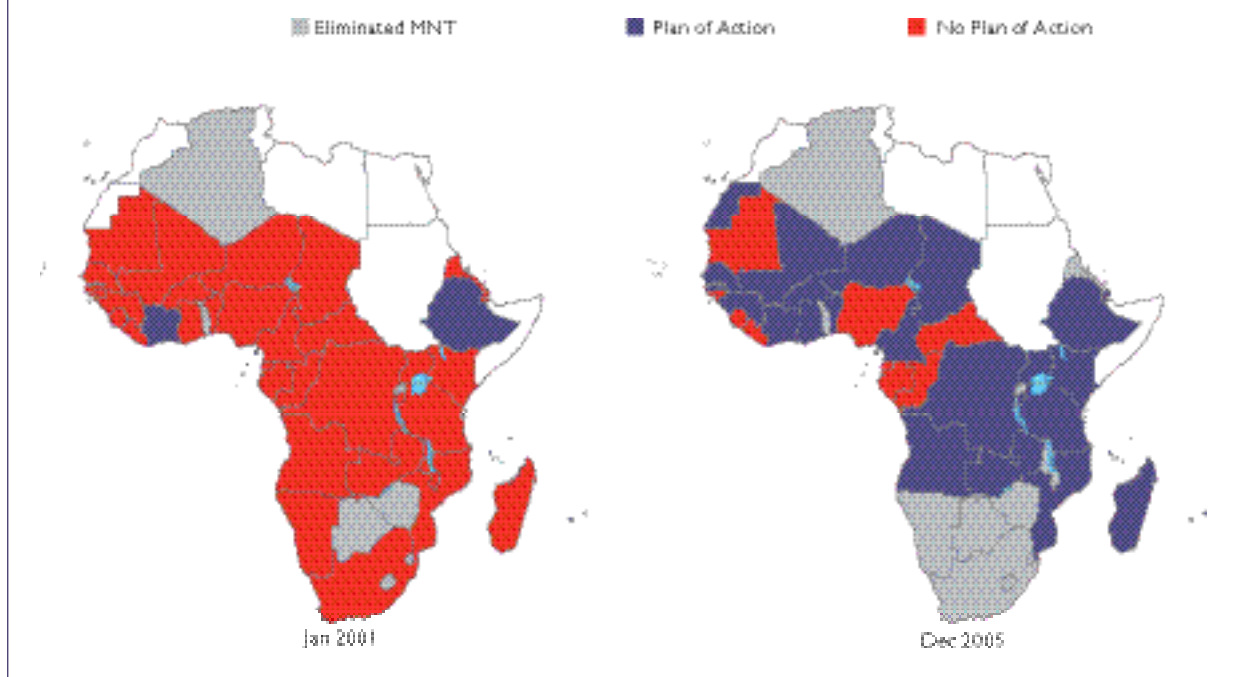 Eliminated MNT
Plan of Action
No Plan of Action
Jan 2001
Dec 2005